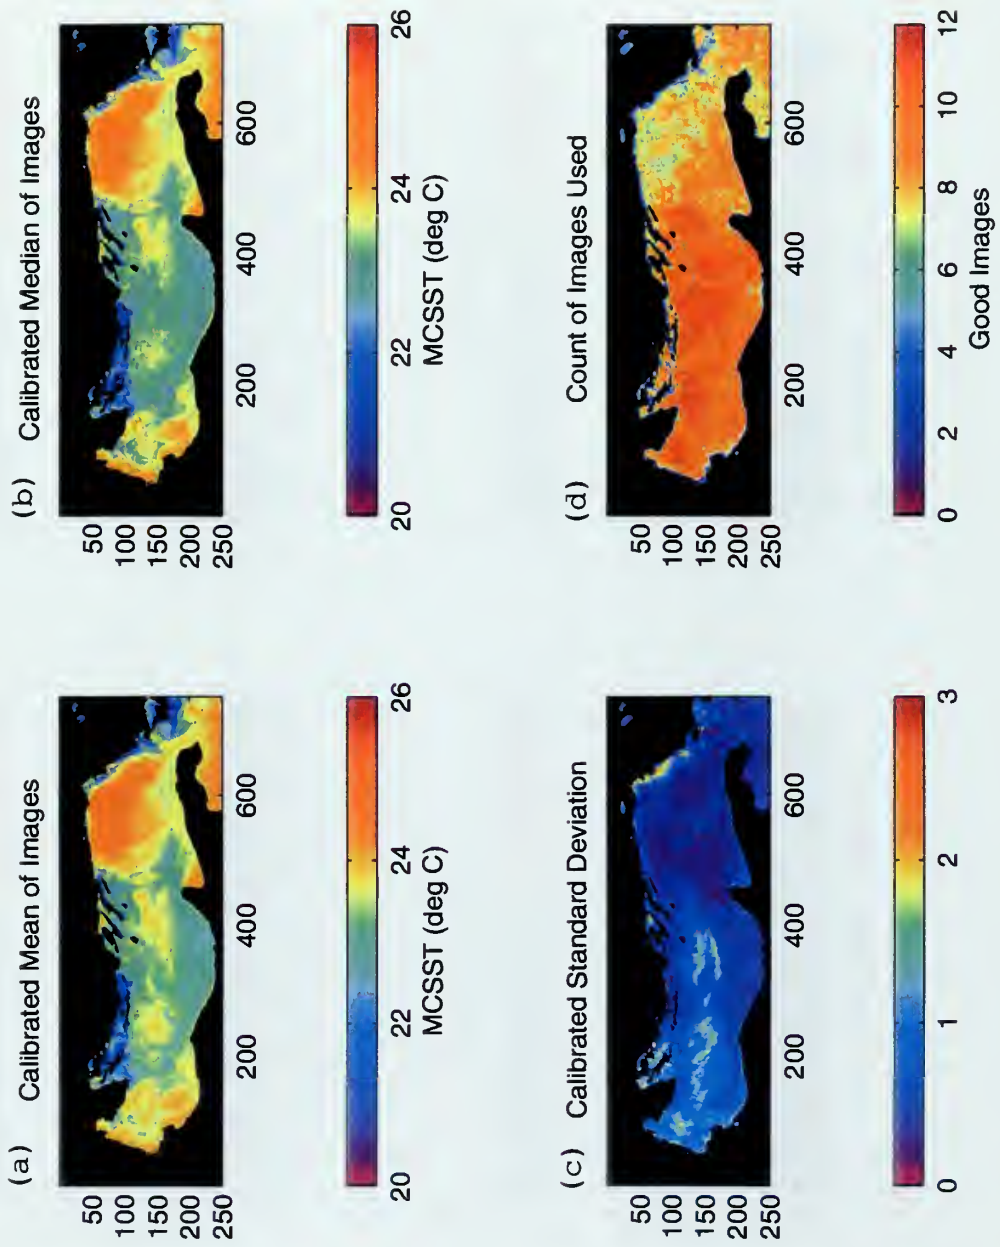 (a) Calibrated Mean of Images
50
100
150
200
250
200 400 600
20 22 24 26
MCSST (deg C)
(b) Calibrated Median of Images
50
100
150
200
250
200 400 600
20 22 24 26
MCSST (deg C)
(c) Calibrated Standard Deviation
50
100
150
200
250
200 400 600
0 1 2 3
(d) Count of Images Used
50
100
150
200
250
200 400 600
0 2 4 6 8 10 12
Good Images